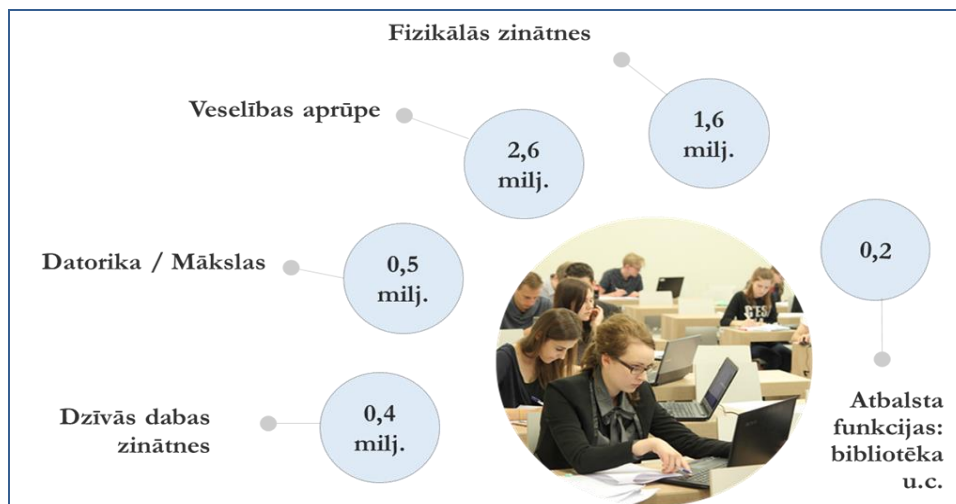 Fizikālās zinātnes
1,6
milj.
Veselības aprūpe
2,6
milj.
Datorika / Mākslas
0,5
milj.
Dzīvās dabas
zinātnes
0,4
milj.
0,2
Atbalsta
funkcijas:
bibliotēka
u.c.